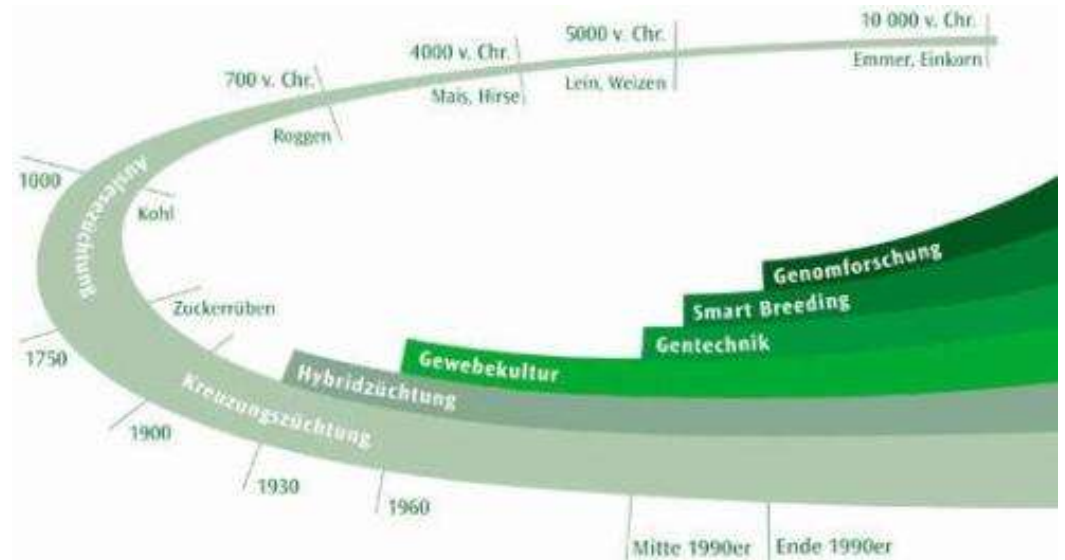 10 000 v. Chr.
Emmer, Einkorn
5000 v. Chr.
Lein, Weizen
4000 v. Chr.
Mais, Hirse
700 v. Chr.
Roggen
1000
Kohl
Auslesezüchtung
Zuckerrüben
1750
Kreuzungszüchtung
1900
Hybridzüchtung
1930
Gewebekultur
1960
Gentechnik
Mitte 1990er
Smart Breeding
Genomforschung
Ende 1990er